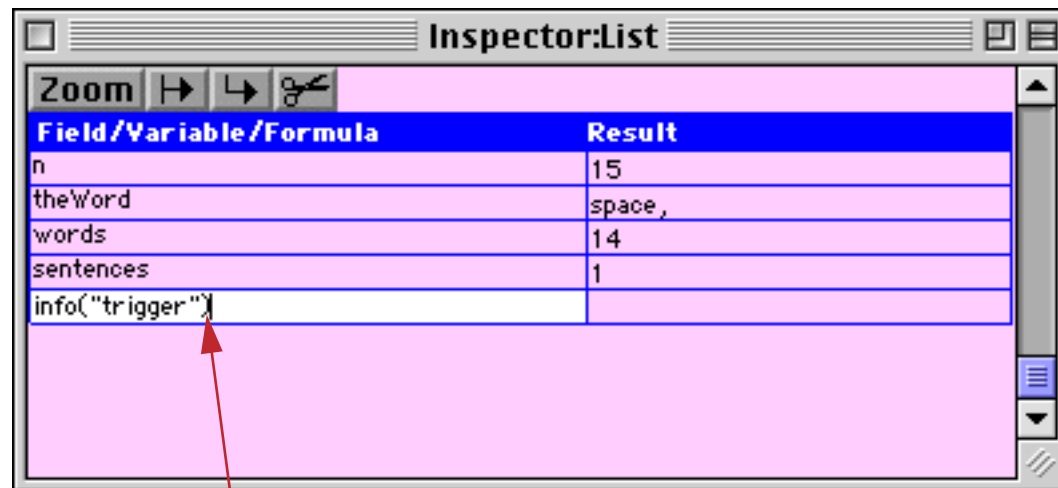 Inspector:List
Zoom
Field/Variable/Formula Result
n 15
theWord space,
words 14
sentences 1
info("trigger")